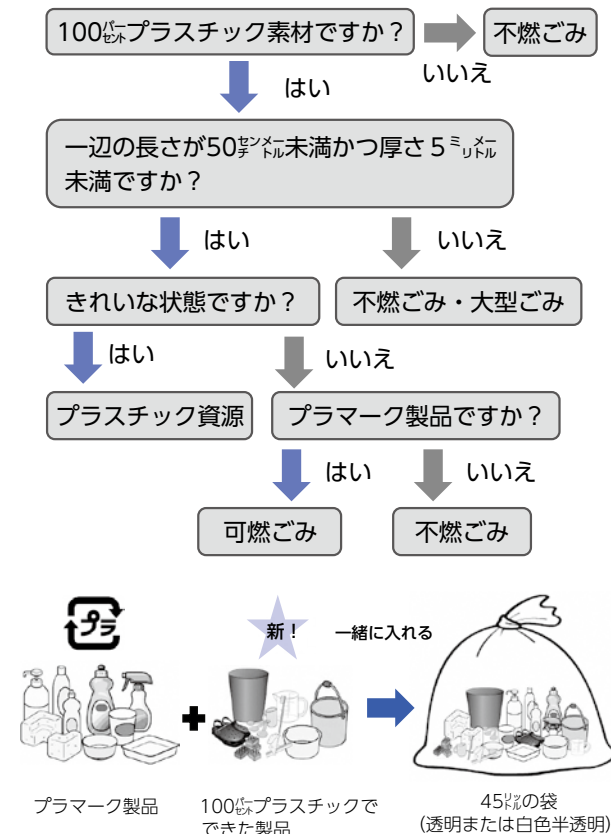 100パーセントプラスチック素材ですか？
不燃ごみ
はい
いいえ
一辺の長さが50センチメートル未満かつ厚さ５ミリメートル
未満ですか？
はい
いいえ
きれいな状態ですか？
不燃ごみ・大型ごみ
はい
いいえ
プラスチック資源
プラマーク製品ですか？
はい
いいえ
可燃ごみ
不燃ごみ
プラ
新！
一緒に入れる
プラマーク製品
100パーセントプラスチックで
できた製品
45リットルの袋
(透明または白色半透明)